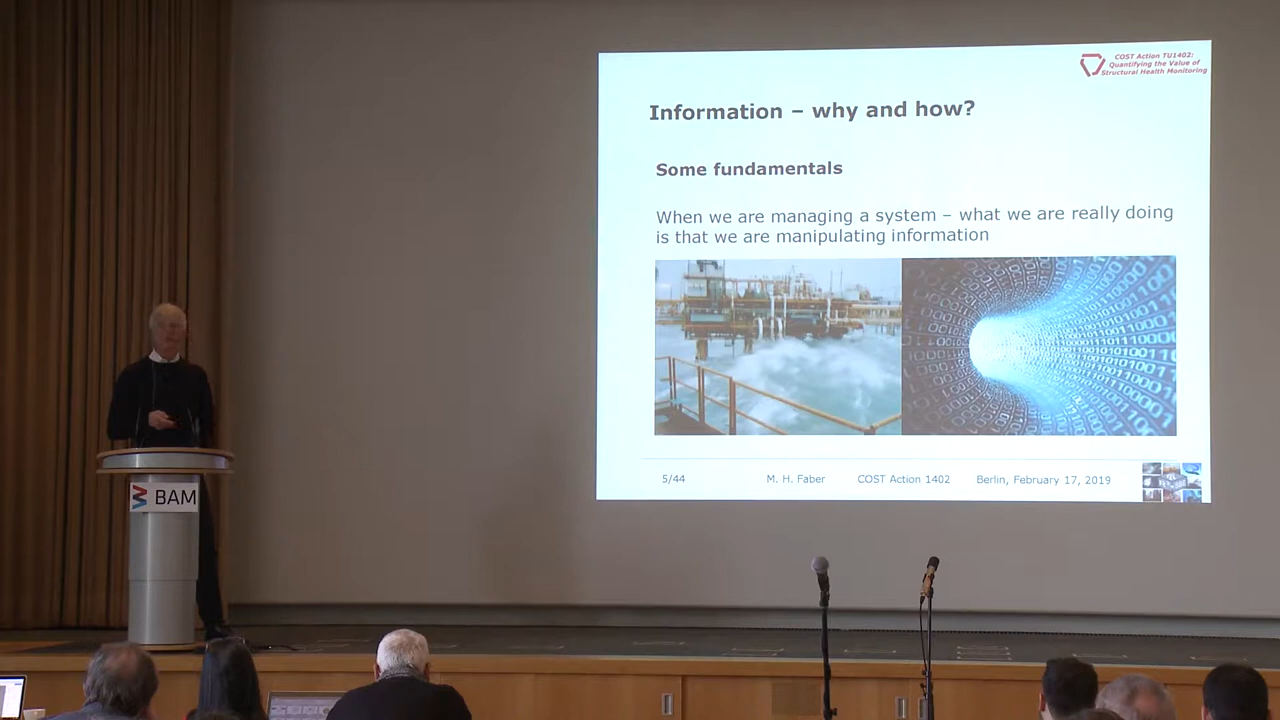 COST Action TU1402:
Quantifying the Value of
Structural Health Monitoring
Information – why and how?
Some fundamentals
When we are managing a system – what we are really doing
is that we are manipulating information
5/44 M. H. Faber COST Action 1402 Berlin, February 17, 2019
BAM